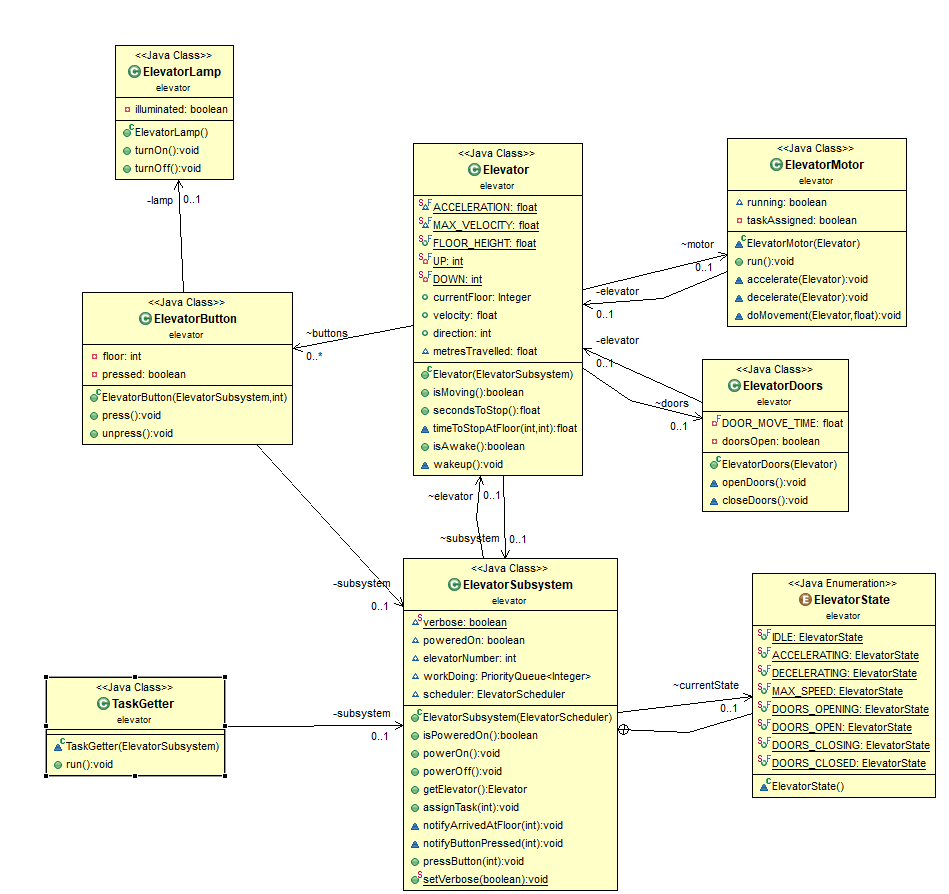 <<Java Class>>
ElevatorLamp
elevator
illuminated: boolean
ElevatorLamp()
turnOn():void
turnOff():void
-lamp
0..1
<<Java Class>>
ElevatorButton
elevator
floor: int
pressed: boolean
ElevatorButton(ElevatorSubsystem,int)
press():void
unpress():void
~buttons
0..*
<<Java Class>>
Elevator
elevator
ACCELERATION: float
MAX_VELOCITY: float
FLOOR_HEIGHT: float
UP: int
DOWN: int
currentFloor: Integer
velocity: float
direction: int
metresTravelled: float
Elevator(ElevatorSubsystem)
isMoving():boolean
secondsToStop():float
timeToStopAtFloor(int,int):float
isAwake():boolean
wakeup():void
~motor
0..1
-elevator
0..1
<<Java Class>>
ElevatorMotor
elevator
running: boolean
taskAssigned: boolean
ElevatorMotor(Elevator)
run():void
accelerate(Elevator):void
decelerate(Elevator):void
doMovement(Elevator,float):void
-elevator
0..1
~doors
0..1
<<Java Class>>
ElevatorDoors
elevator
DOOR_MOVE_TIME: float
doorsOpen: boolean
ElevatorDoors(Elevator)
openDoors():void
closeDoors():void
~elevator
0..1
~subsystem
0..1
-subsystem
0..1
<<Java Class>>
ElevatorSubsystem
elevator
verbose: boolean
poweredOn: boolean
elevatorNumber: int
workDoing: PriorityQueue<Integer>
scheduler: ElevatorScheduler
ElevatorSubsystem(ElevatorScheduler)
isPoweredOn():boolean
powerOn():void
powerOff():void
getElevator():Elevator
assignTask(int):void
notifyArrivedAtFloor(int):void
notifyButtonPressed(int):void
pressButton(int):void
setVerbose(boolean):void
<<Java Class>>
TaskGetter
elevator
TaskGetter(ElevatorSubsystem)
run():void
-subsystem
0..1
~currentState
0..1
<<Java Enumeration>>
ElevatorState
elevator
IDLE: ElevatorState
ACCELERATING: ElevatorState
DECELERATING: ElevatorState
MAX_SPEED: ElevatorState
DOORS_OPENING: ElevatorState
DOORS_OPEN: ElevatorState
DOORS_CLOSING: ElevatorState
DOORS_CLOSED: ElevatorState
ElevatorState()